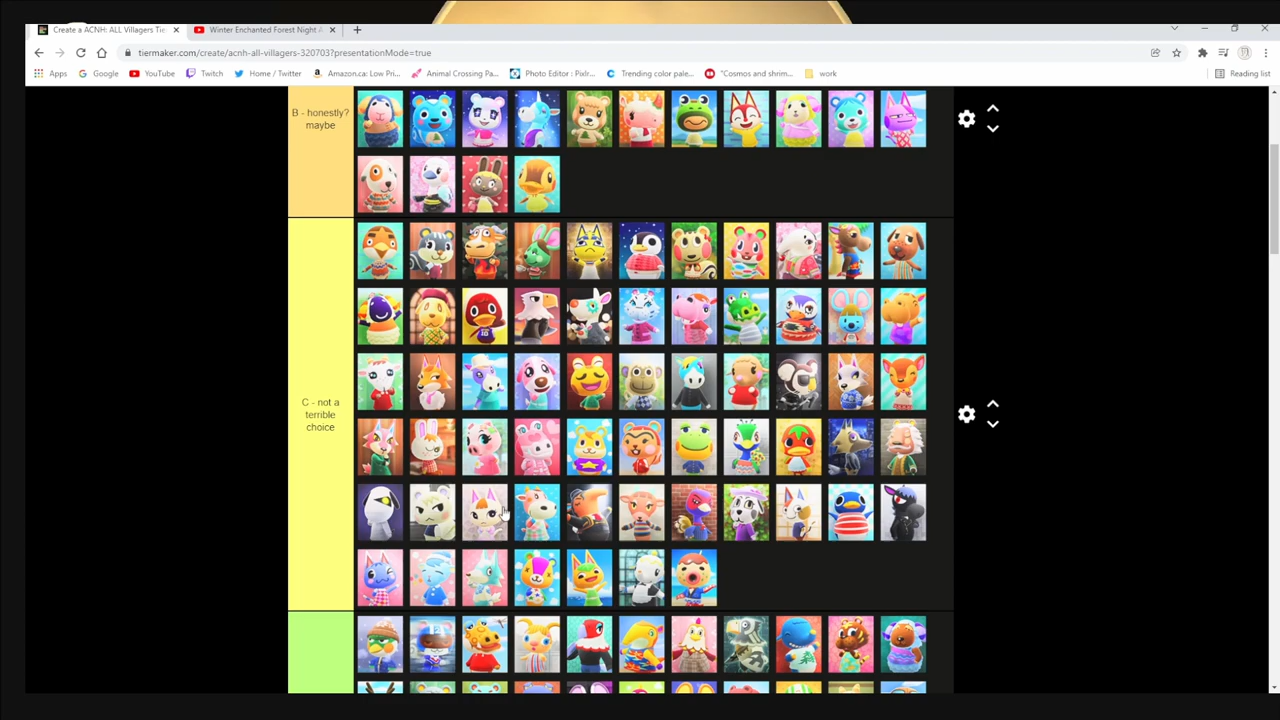 Create a ACNH: ALL Villagers Tie
Winter Enchanted Forest Night A
tiermaker.com/create/acnh-all-villagers-320703?presentationMode=true
Apps
Google
YouTube
Twitch
Home / Twitter
Amazon.ca: Low Pri...
Animal Crossing Pa...
Photo Editor : Pixlr...
Trending color pale...
"Cosmos and shrim...
work
Reading list
B - honestly?
maybe
C - not a
terrible
choice